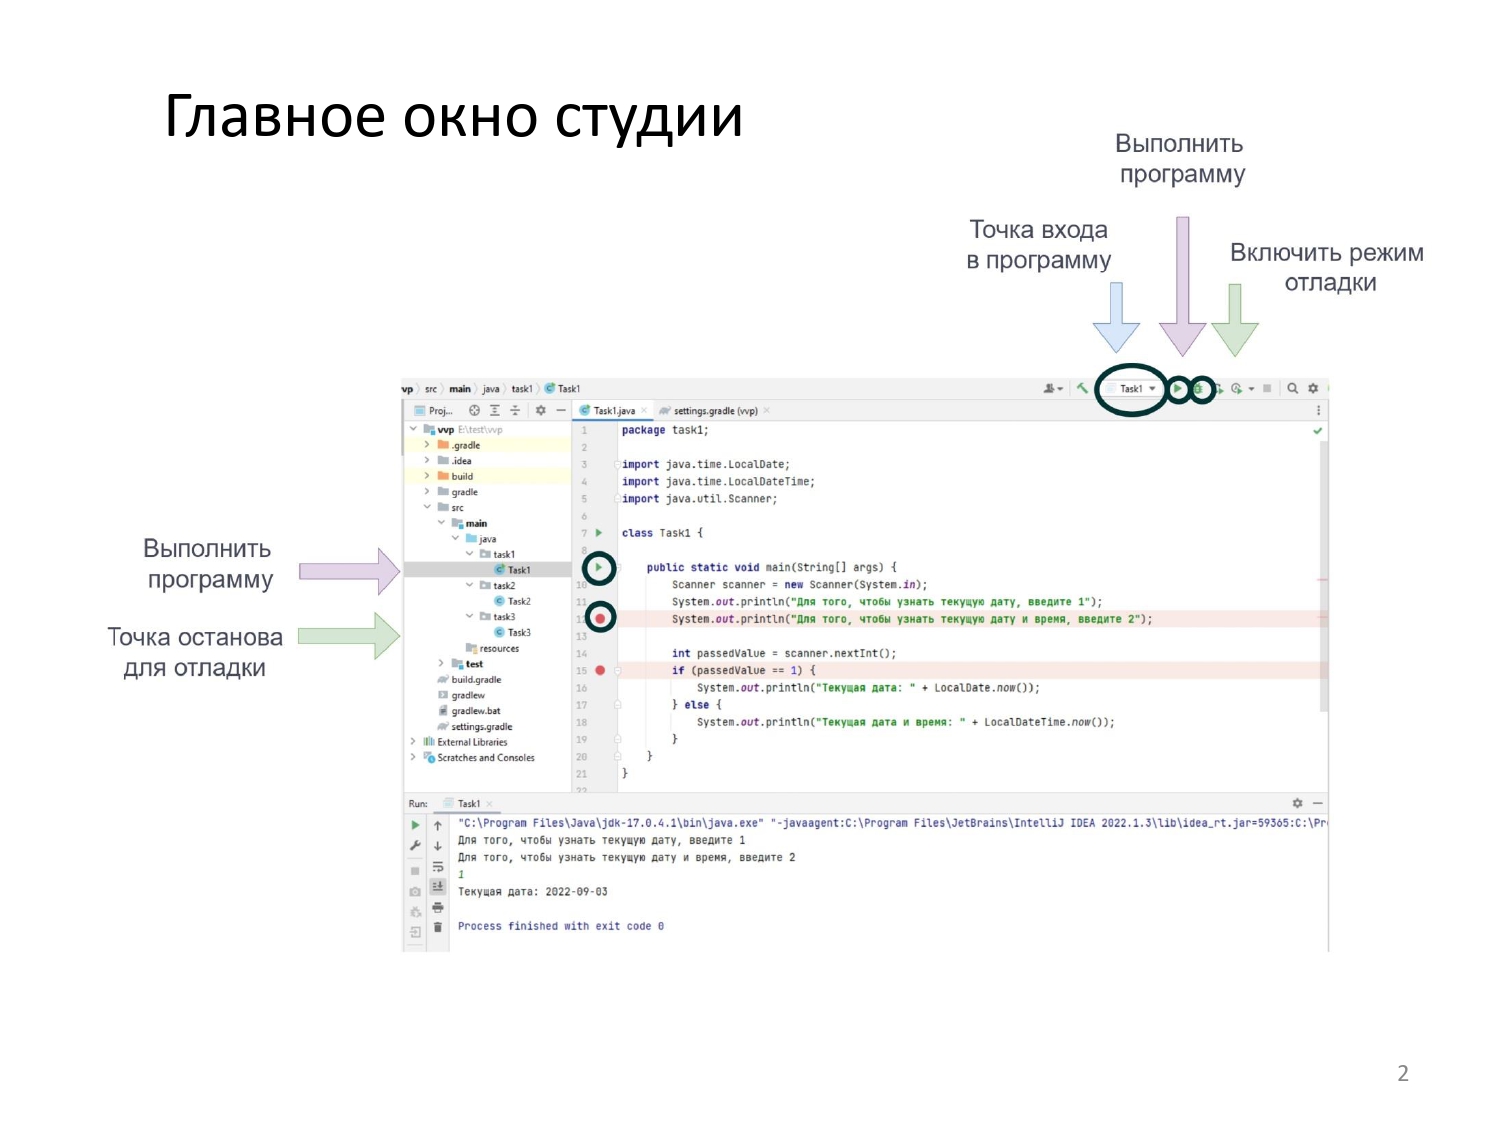 Главное окно студии
Выполнить
программу
Точка входа
в программу
Включить режим
отладки
Выполнить
программу
Точка останова
для отладки
vvp src main java task1 Task1
Task1
Proj...
Task1.java settings.gradle (vvp)
vvp E:\test\vvp
.gradle
.idea
build
gradle
src
main
java
task1
Task1
task2
Task2
task3
Task3
resources
test
build.gradle
gradlew
gradlew.bat
settings.gradle
External Libraries
Scratches and Consoles
1 package task1;
2
3 import java.time.LocalDate;
4 import java.time.LocalDateTime;
5 import java.util.Scanner;
6
7 class Task1 {
8
public static void main(String[] args) {
10 Scanner scanner = new Scanner(System.in);
11 System.out.println("Для того, чтобы узнать текущую дату, введите 1");
System.out.println("Для того, чтобы узнать текущую дату и время, введите 2");
13
14 int passedValue = scanner.nextInt();
15 if (passedValue == 1) {
16 System.out.println("Текущая дата: " + LocalDate.now());
17 } else {
18 System.out.println("Текущая дата и время: " + LocalDateTime.now());
19 }
20 }
21 }
22
Run: Task1
"C:\Program Files\Java\jdk-17.0.4.1\bin\java.exe" "-javaagent:C:\Program Files\JetBrains\IntelliJ IDEA 2022.1.3\lib\idea_rt.jar=59365:C:\Pr
Для того, чтобы узнать текущую дату, введите 1
Для того, чтобы узнать текущую дату и время, введите 2
1
Текущая дата: 2022-09-03
Process finished with exit code 0
2